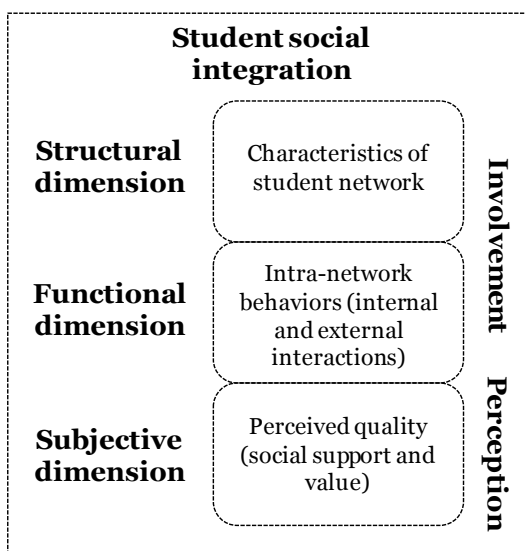 Student social
integration
Structural
dimension
Characteristics of
student network
Involvement
Functional
dimension
Intra-network
behaviors (internal
and external
interactions)
Subjective
dimension
Perceived quality
(social support and
value)
Perception